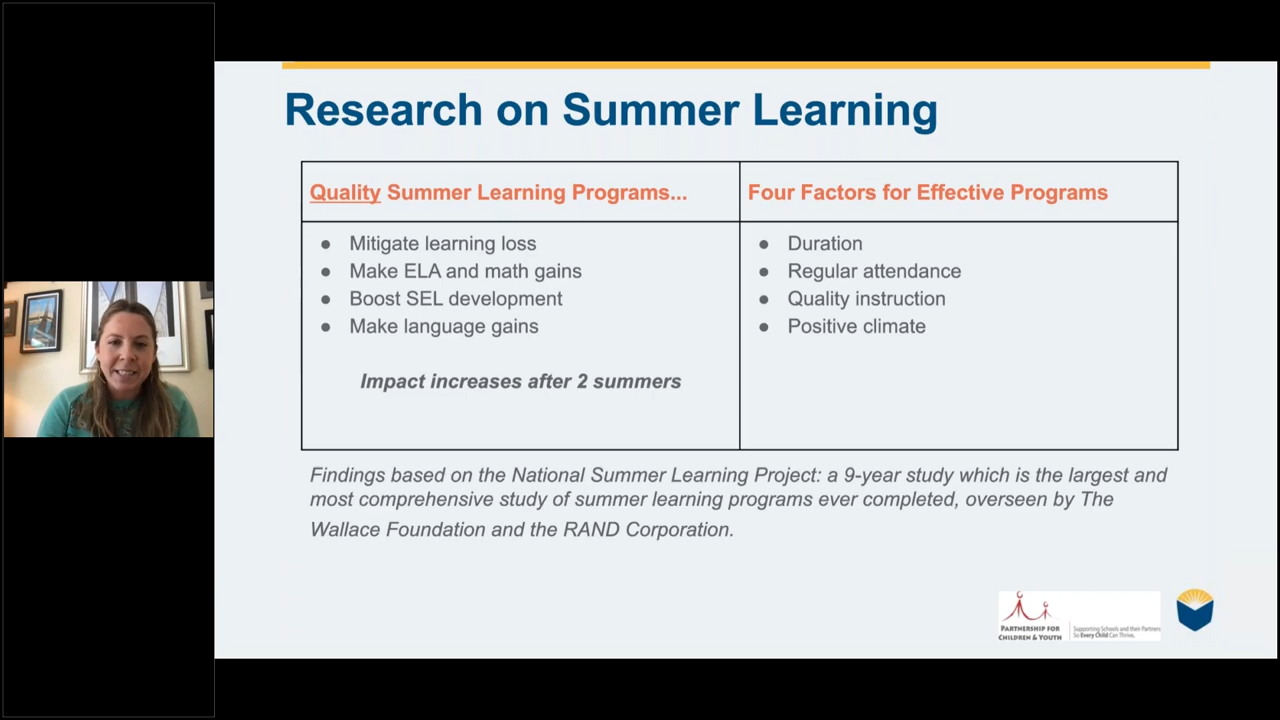 Research on Summer Learning
Quality Summer Learning Programs...
● Mitigate learning loss
● Make ELA and math gains
● Boost SEL development
● Make language gains
Impact increases after 2 summers
Four Factors for Effective Programs
● Duration
● Regular attendance
● Quality instruction
● Positive climate
Findings based on the National Summer Learning Project: a 9-year study which is the largest and
most comprehensive study of summer learning programs ever completed, overseen by The
Wallace Foundation and the RAND Corporation.
PARTNERSHIP FOR
CHILDREN & YOUTH
Supporting Schools and their Partners
So Every Child Can Thrive.